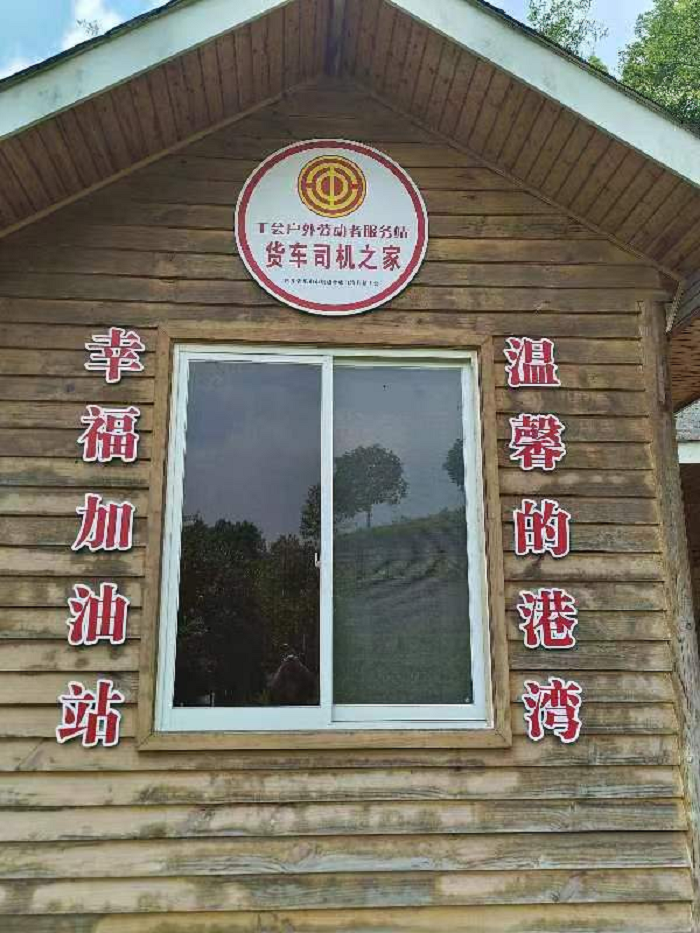 工会户外劳动者服务站
货车司机之家
温馨的港湾
幸福加油站